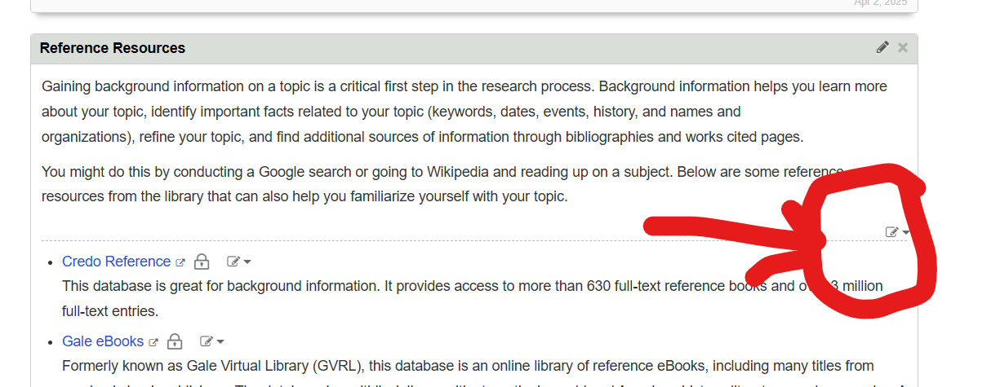 Apr 2, 2025
Reference Resources
Gaining background information on a topic is a critical first step in the research process. Background information helps you learn more
about your topic, identify important facts related to your topic (keywords, dates, events, history, and names and
organizations), refine your topic, and find additional sources of information through bibliographies and works cited pages.
You might do this by conducting a Google search or going to Wikipedia and reading up on a subject. Below are some reference
resources from the library that can also help you familiarize yourself with your topic.
Credo Reference
This database is great for background information. It provides access to more than 630 full-text reference books and 3 million
full-text entries.
Gale eBooks
Formerly known as Gale Virtual Library (GVRL), this database is an online library of reference eBooks, including many titles from